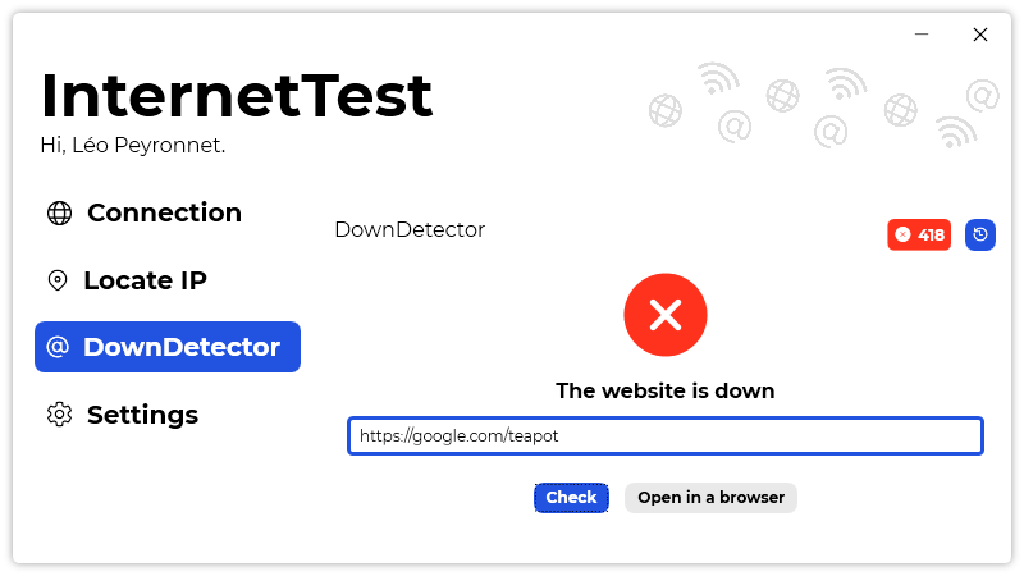 InternetTest
Hi, Léo Peyronnet.
Connection
Locate IP
DownDetector
Settings
DownDetector
418
The website is down
https://google.com/teapot
Check
Open in a browser